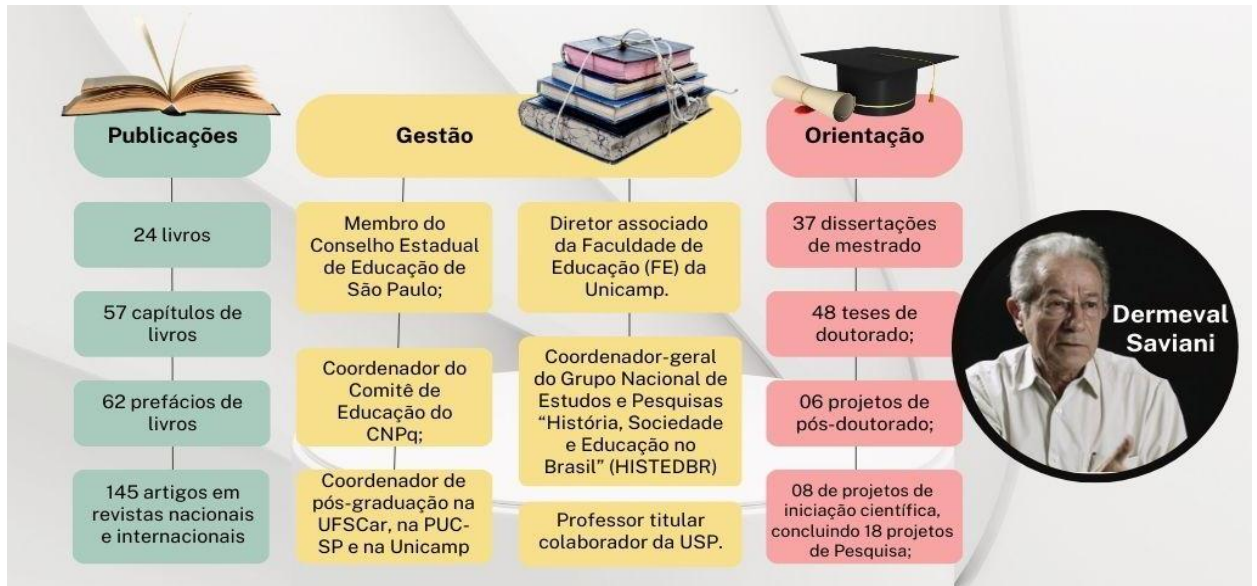 Publicações
24 livros
57 capítulos de
livros
62 prefácios de
livros
145 artigos em
revistas nacionais
e internacionais
Gestão
Membro do
Conselho Estadual
de Educação de
São Paulo;
Coordenador do
Comitê de
Educação do
CNPq;
Coordenador de
pós-graduação na
UFSCar, na PUC-
SP e na Unicamp
Diretor associado
da Faculdade de
Educação (FE) da
Unicamp.
Coordenador-geral
do Grupo Nacional de
Estudos e Pesquisas
“História, Sociedade
e Educação no
Brasil” (HISTEDBR)
Professor titular
colaborador da USP.
Orientação
37 dissertações
de mestrado
48 teses de
doutorado;
06 projetos de
pós-doutorado;
08 de projetos de
iniciação científica,
concluindo 18 projetos
de Pesquisa;
Dermeval
Saviani